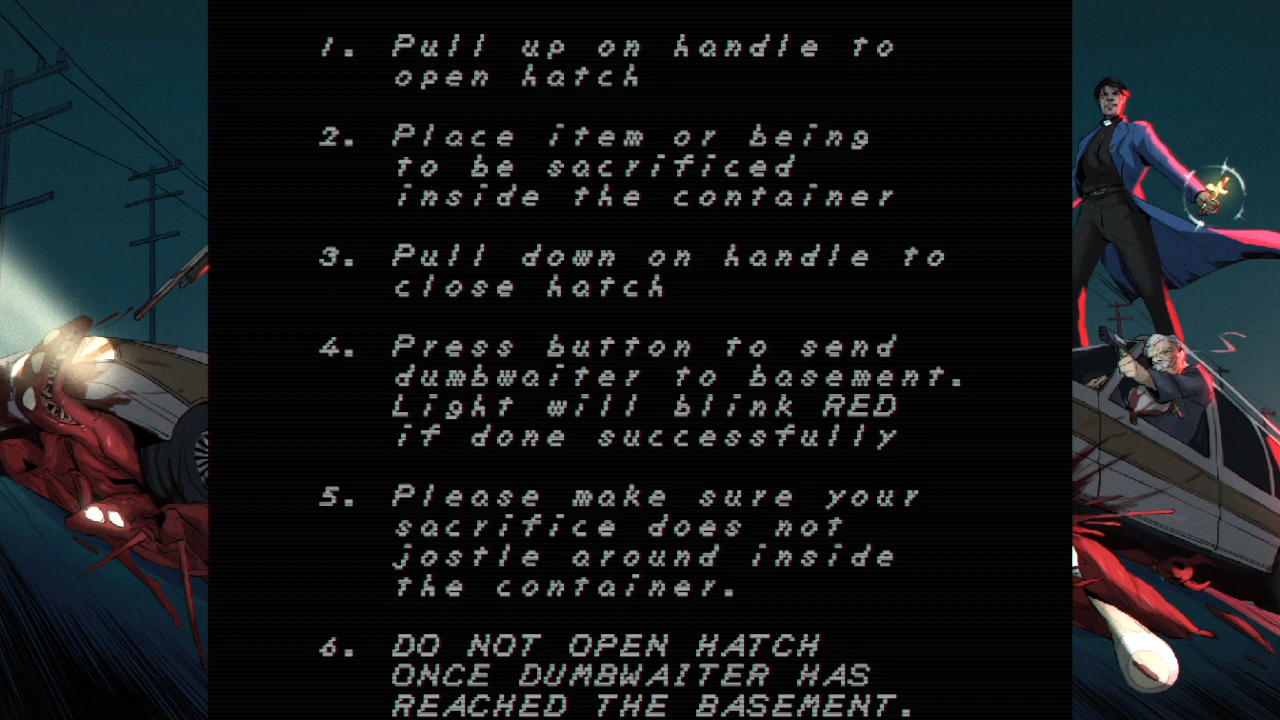 1. Pull up on handle to
open hatch
2. Place item or being
to be sacrificed
inside the container
3. Pull down on handle to
close hatch
4. Press button to send
dumbwaiter to basement.
Light will blink RED
if done successfully
5. Please make sure your
sacrifice does not
jostle around inside
the container.
6. DO NOT OPEN HATCH
ONCE DUMBWAITER HAS
REACHED THE BASEMENT.